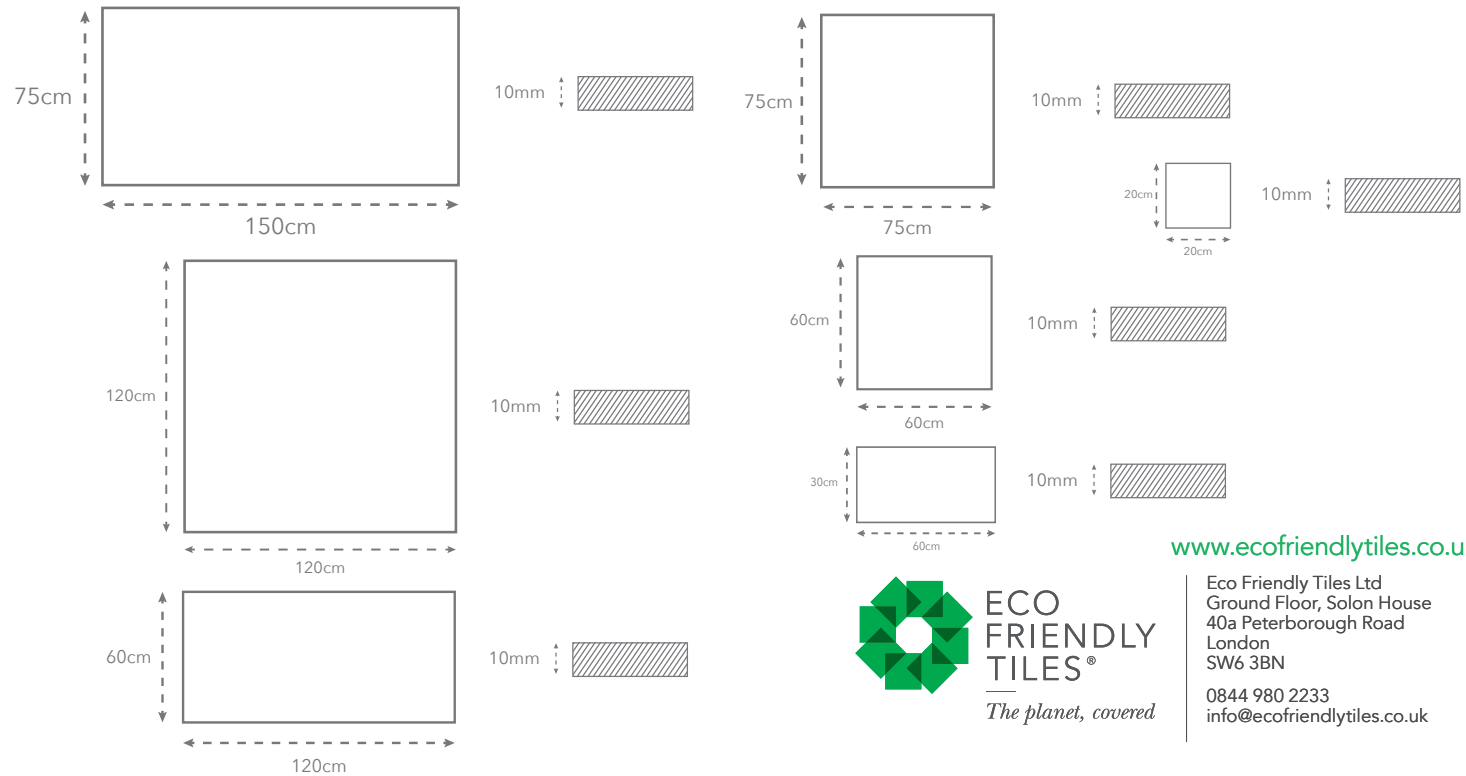 75cm
150cm
10mm
120cm
120cm
10mm
60cm
120cm
10mm
75cm
75cm
10mm
20cm
20cm
10mm
60cm
60cm
10mm
30cm
60cm
10mm
www.ecofriendlytiles.co.u
ECO
FRIENDLY
TILES®
The planet, covered
Eco Friendly Tiles Ltd
Ground Floor, Solon House
40a Peterborough Road
London
SW6 3BN
0844 980 2233
info@ecofriendlytiles.co.uk